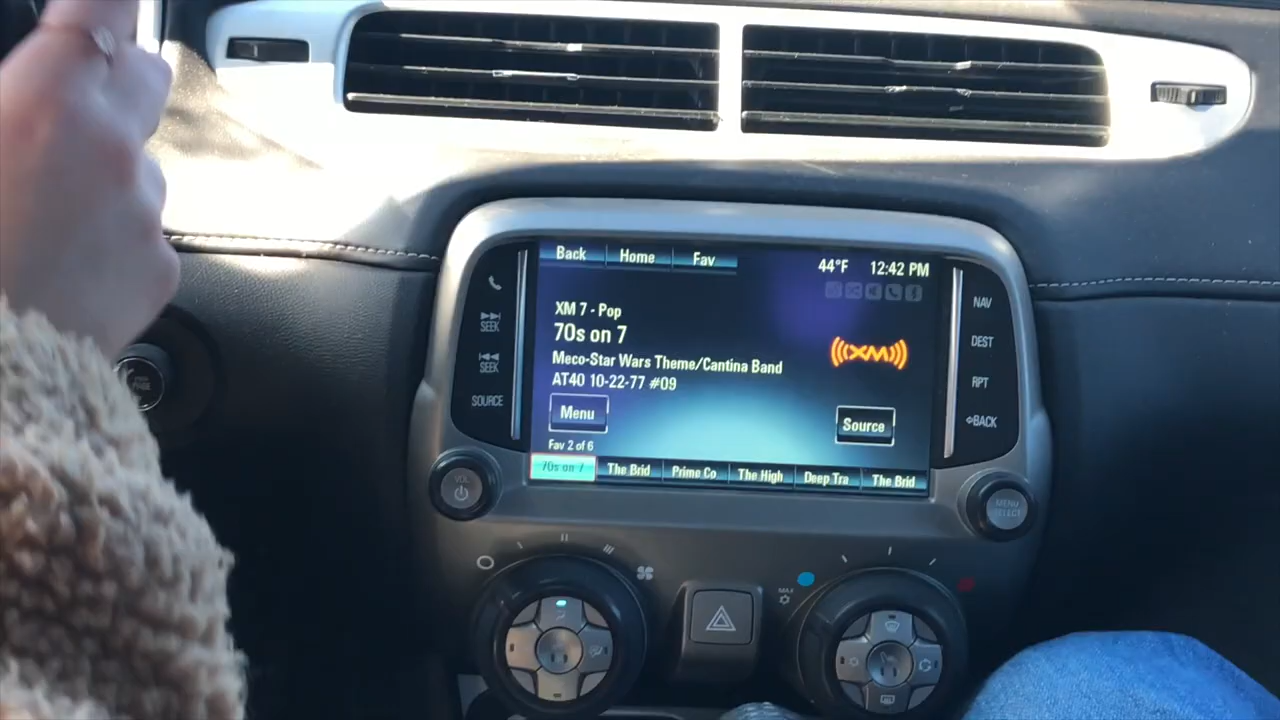 Back Home Fav 44°F 12:42 PM
XM 7 - Pop
70s on 7
Meco-Star Wars Theme/Cantina Band
AT40 10-22-77 #09
((XM))
Menu
Source
Fav 2 of 6
70s on 7 The Brid Prime Co The High Deep Tra The Brid
SEEK
SEEK
SOURCE
NAV
DEST
RPT
BACK
VOL
MENU
SELECT
MAX